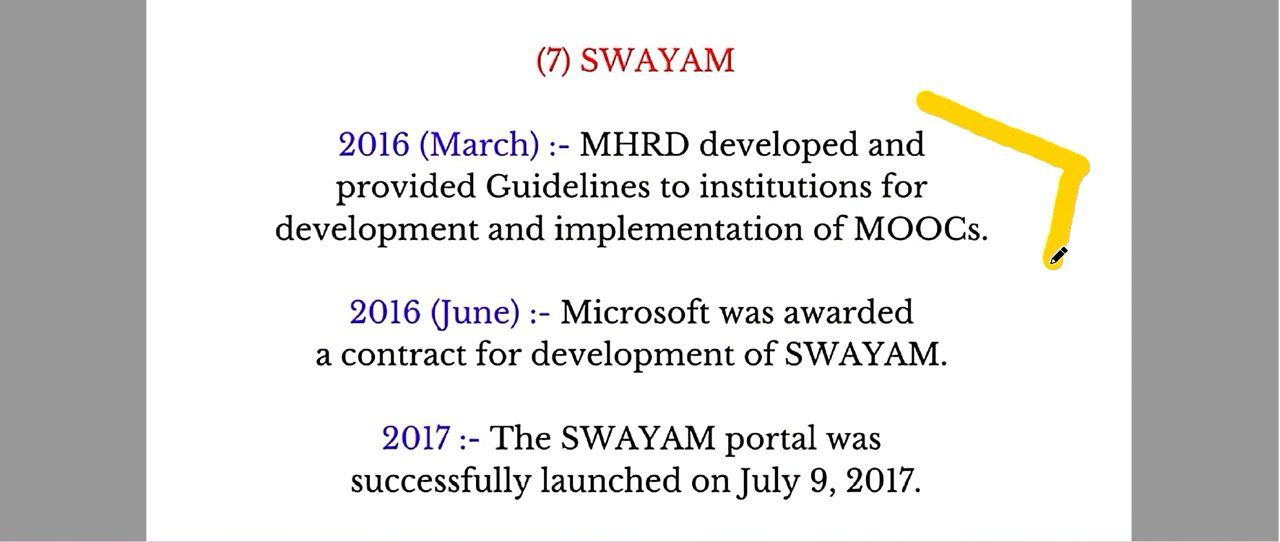 (7) SWAYAM
2016 (March) :- MHRD developed and
provided Guidelines to institutions for
development and implementation of MOOCs.
2016 (June) :- Microsoft was awarded
a contract for development of SWAYAM.
2017 :- The SWAYAM portal was
successfully launched on July 9, 2017.